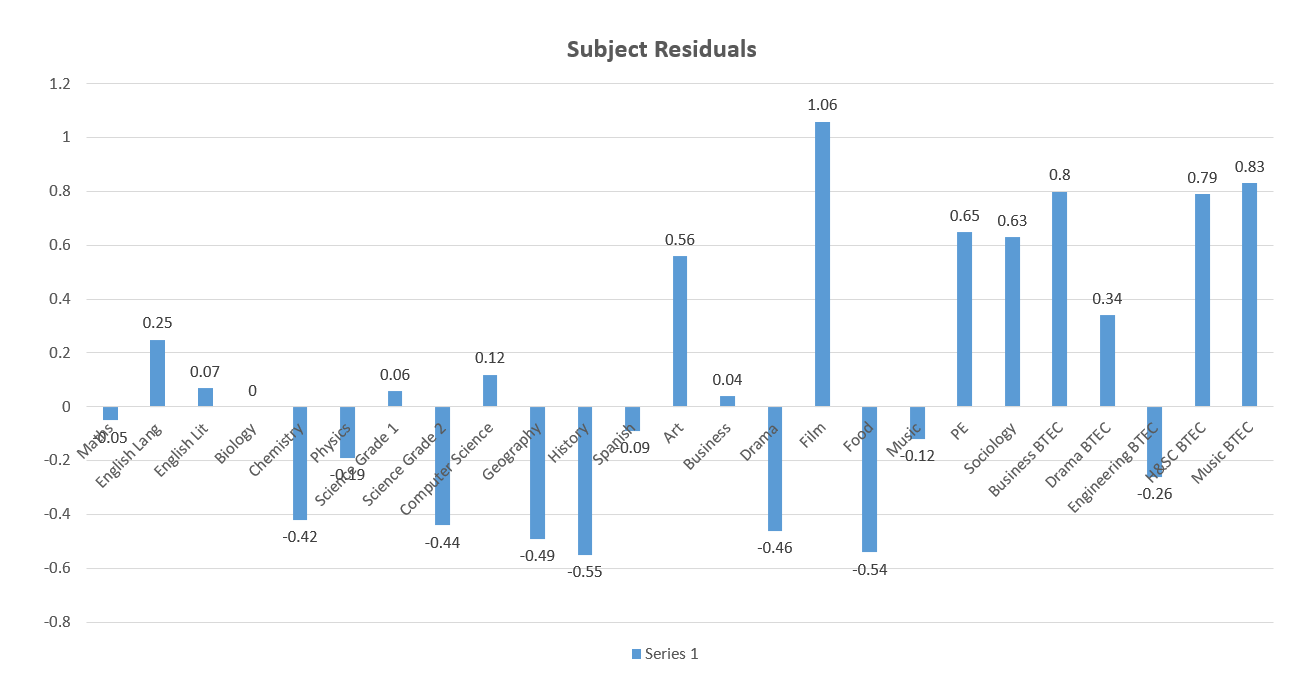 Subject Residuals
1.2
1
0.8
0.6
0.4
0.2
0
-0.2
-0.4
-0.6
-0.8
-0.05
0.25
0.07
0
-0.42
-0.19
0.06
-0.44
0.12
-0.49
-0.55
-0.09
0.56
0.04
-0.46
1.06
-0.54
-0.12
0.65
0.63
0.8
0.34
-0.26
0.79
0.83
Maths
English Lang
English Lit
Biology
Chemistry
Physics
Science Grade 1
Science Grade 2
Computer Science
Geography
History
Spanish
Art
Business
Drama
Film
Food
Music
PE
Sociology
Business BTEC
Drama BTEC
Engineering BTEC
H&SC BTEC
Music BTEC
Series 1